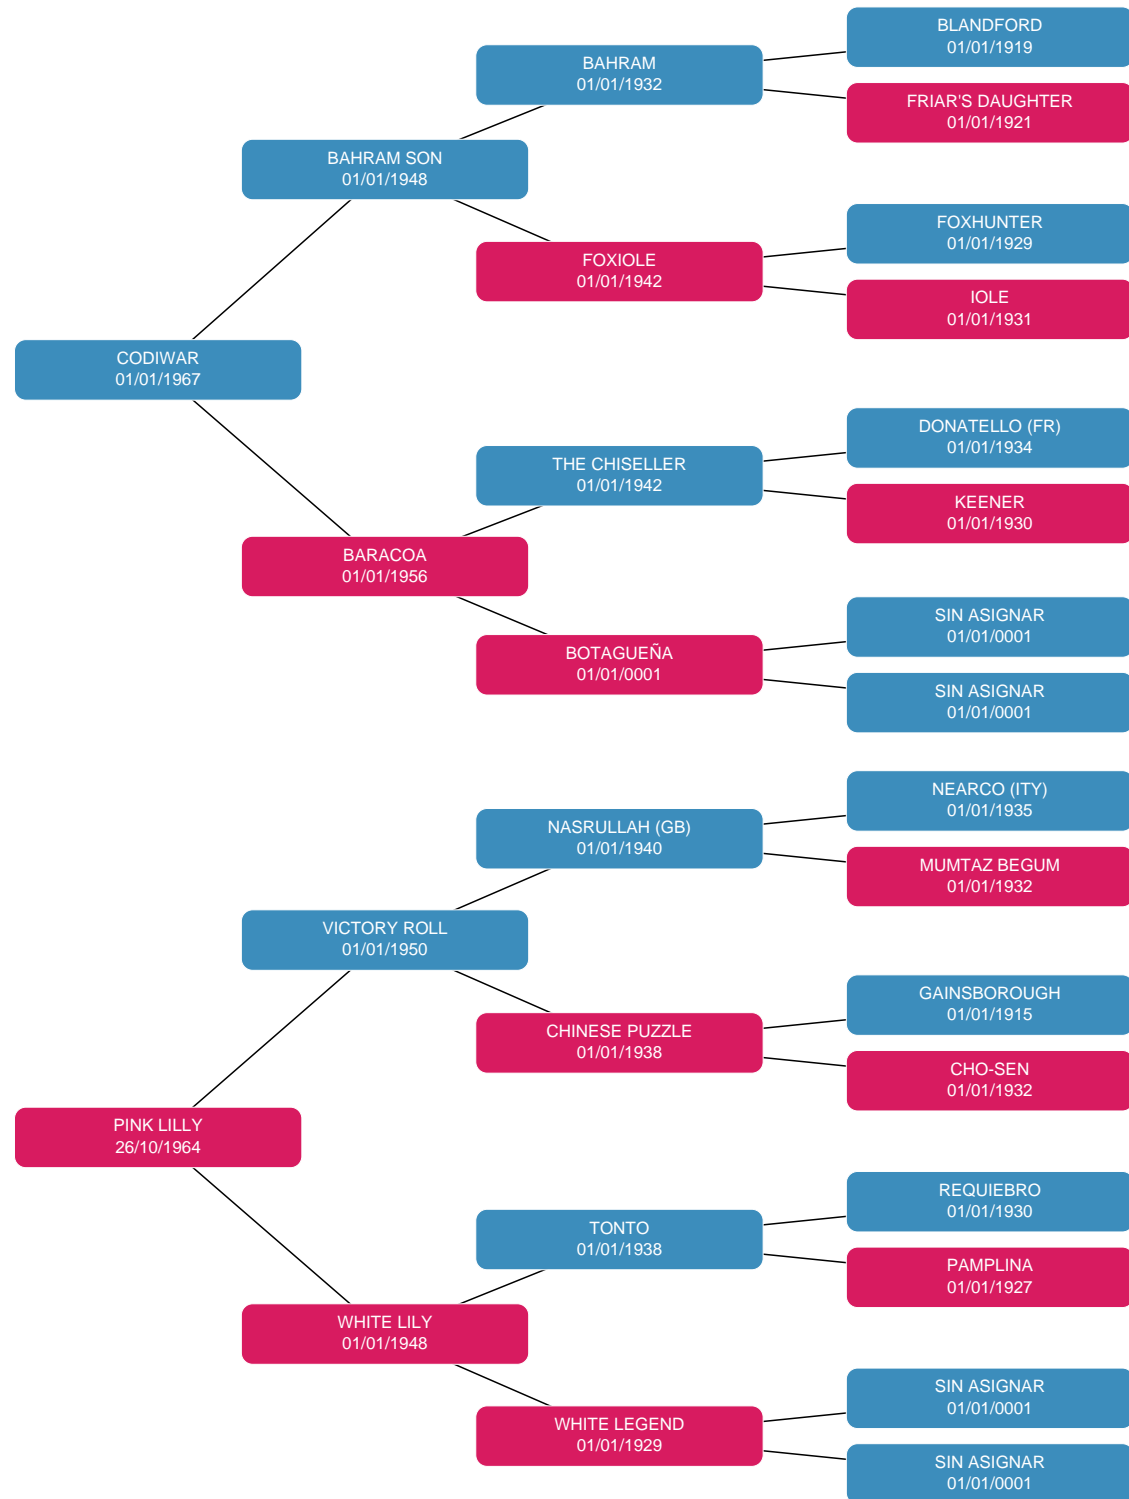 BLANDFORD
01/01/1919
BAHRAM
01/01/1932
FRIAR'S DAUGHTER
01/01/1921
BAHRAM SON
01/01/1948
FOXHUNTER
01/01/1929
FOXIOLE
01/01/1942
IOLE
01/01/1931
CODIWAR
01/01/1967
DONATELLO (FR)
01/01/1934
THE CHISELLER
01/01/1942
KEENER
01/01/1930
BARACOA
01/01/1956
SIN ASIGNAR
01/01/0001
BOTAGUEÑA
01/01/0001
SIN ASIGNAR
01/01/0001
NEARCO (ITY)
01/01/1935
NASRULLAH (GB)
01/01/1940
MUMTAZ BEGUM
01/01/1932
VICTORY ROLL
01/01/1950
GAINSBOROUGH
01/01/1915
CHINESE PUZZLE
01/01/1938
CHO-SEN
01/01/1932
PINK LILLY
26/10/1964
REQUIEBRO
01/01/1930
TONTO
01/01/1938
PAMPLINA
01/01/1927
WHITE LILY
01/01/1948
SIN ASIGNAR
01/01/0001
WHITE LEGEND
01/01/1929
SIN ASIGNAR
01/01/0001